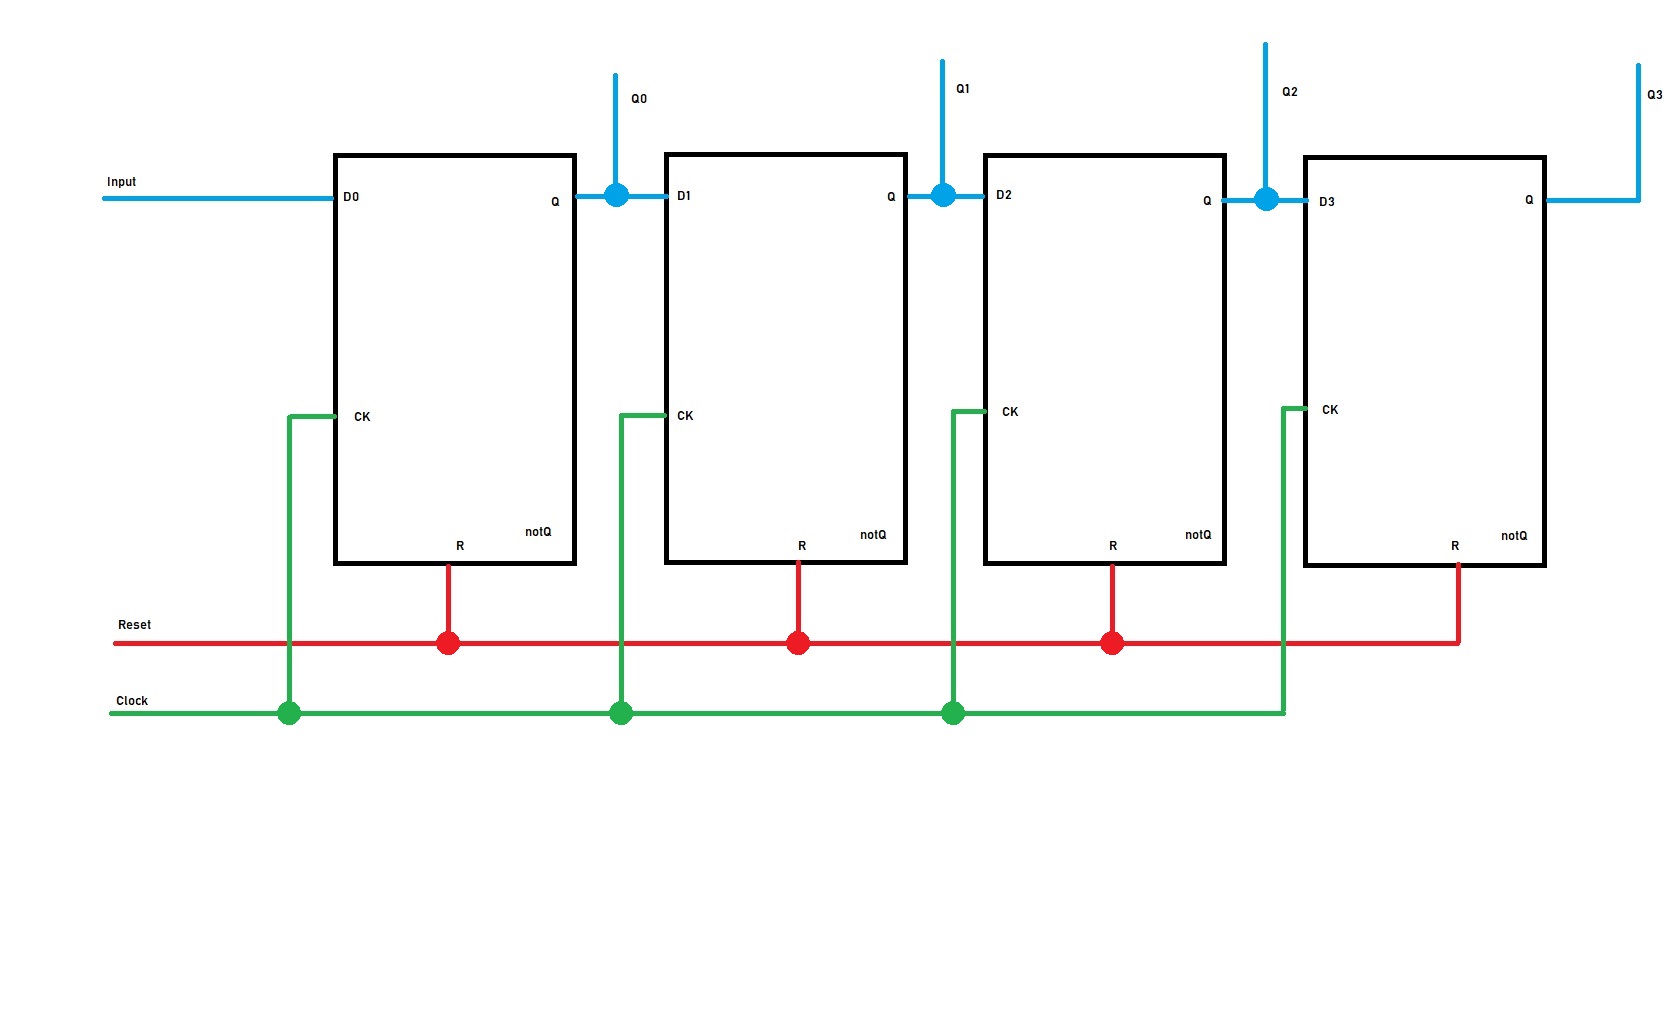 Q0
Q1
Q2
Q3
Input
D0
Q
D1
Q
D2
Q
D3
Q
CK
CK
CK
CK
R
notQ
R
notQ
R
notQ
R
notQ
Reset
Clock